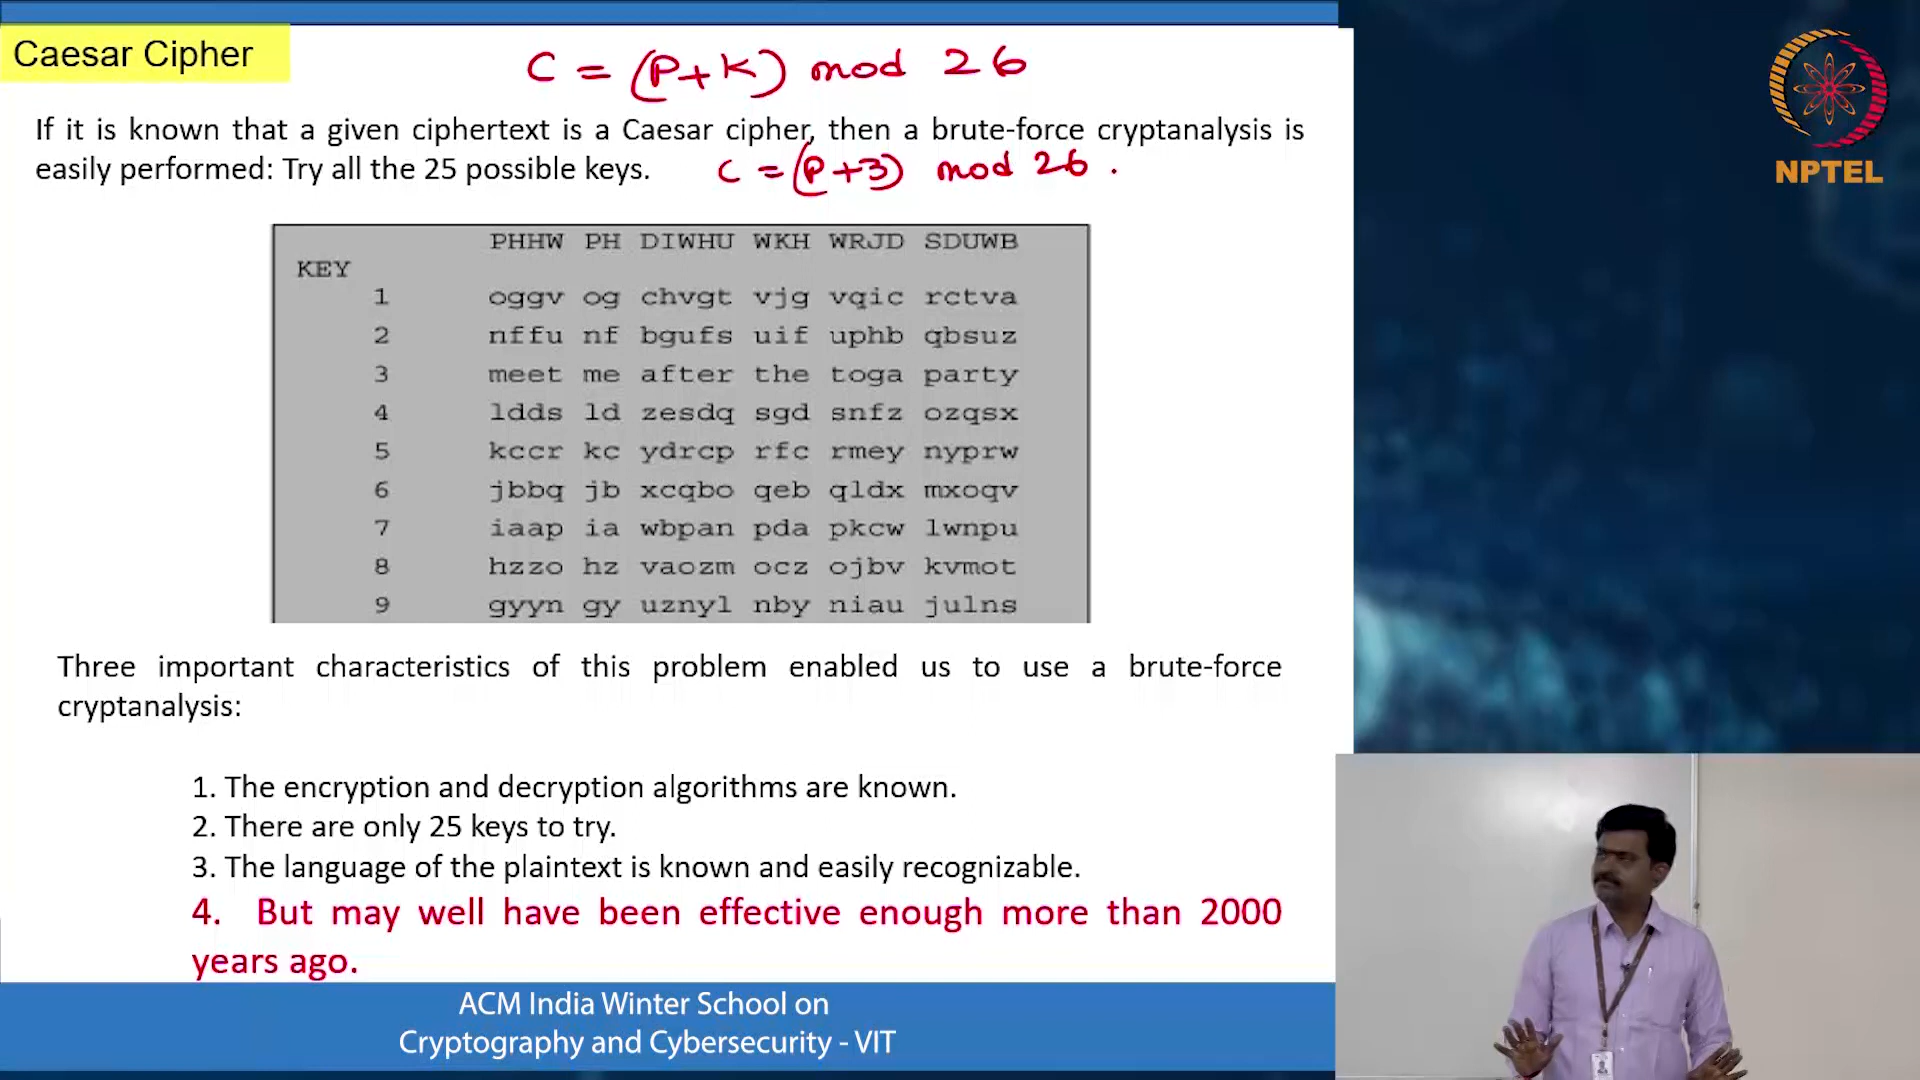 Caesar Cipher
C = (P+K) mod 26
If it is known that a given ciphertext is a Caesar cipher, then a brute-force cryptanalysis is
easily performed: Try all the 25 possible keys.
C = (P+3) mod 26 .
NPTEL
PHHW PH DIWHU WKH WRJD SDUWB
KEY
1 oggv og chvgt vjg vqic rctva
2 nffu nf bgufs uif uphb qbsuz
3 meet me after the toga party
4 ldds ld zesdq sgd snfz ozqsx
5 kccr kc ydrcp rfc rmey nyprw
6 jbbq jb xcqbo qeb qldx mxoqv
7 iaap ia wbpan pda pkcw lwnpu
8 hzzo hz vaozm ocz ojbv kvmot
9 gyyn gy uznyl nby niau julns
Three important characteristics of this problem enabled us to use a brute-force
cryptanalysis:
1. The encryption and decryption algorithms are known.
2. There are only 25 keys to try.
3. The language of the plaintext is known and easily recognizable.
4. But may well have been effective enough more than 2000
years ago.
ACM India Winter School on
Cryptography and Cybersecurity - VIT